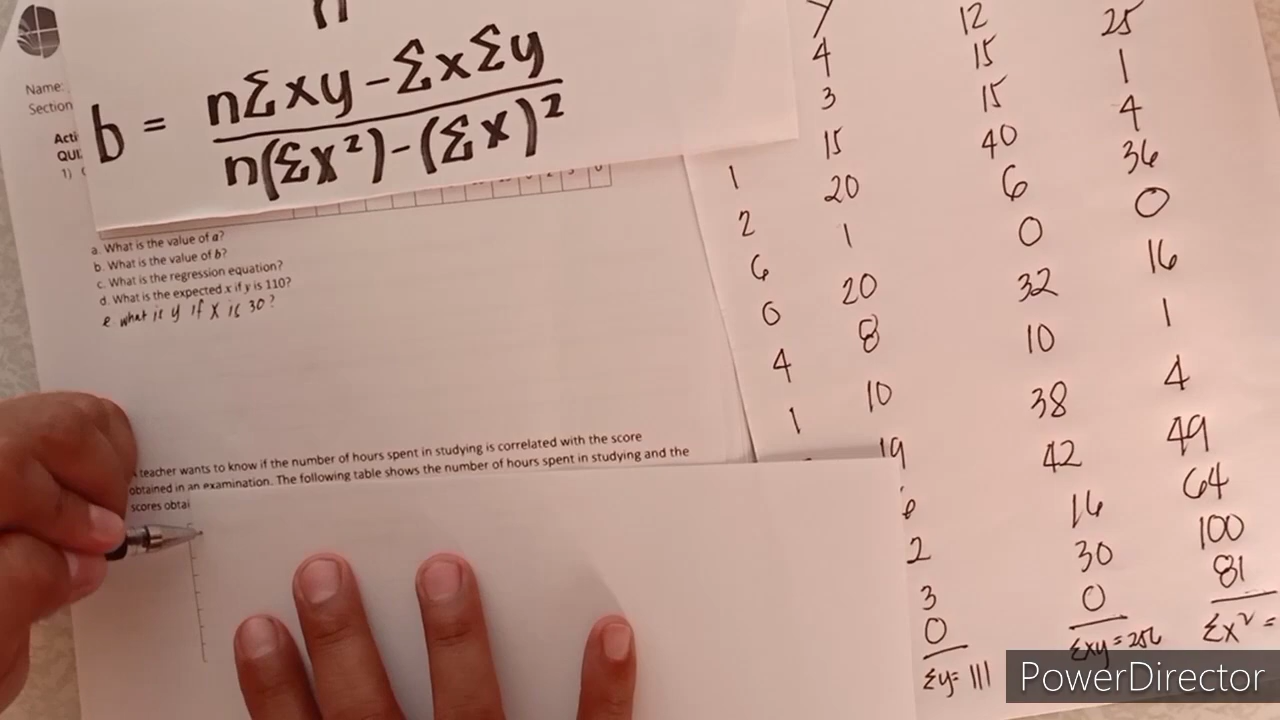 n
b = nΣxy - ΣxΣy
n(Σx²) - (Σx)²
Name:
Section
Acti
QUI
1)
a. What is the value of a?
b. What is the value of b?
c. What is the regression equation?
d. What is the expected x if y is 110?
e what is y if x is 30?
teacher wants to know if the number of hours spent in studying is correlated with the score
obtained in an examination. The following table shows the number of hours spent in studying and the
scores obtai
y 12 25
4 15 1
3 15 4
15 40 36
1 20 6 0
2 1 0 16
6 20 32 1
0 8 10 4
4 10 38 49
1 19 42 64
6 16 100
2 30 81
3 0
0 Σxy = 256 Σx² =
Σy = 111
PowerDirector